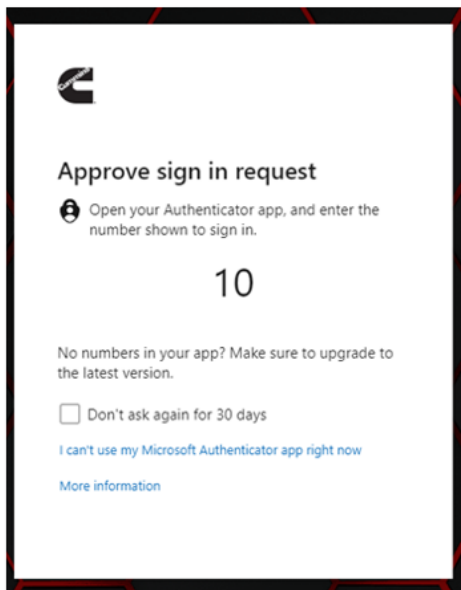 Cummins
Approve sign in request
Open your Authenticator app, and enter the
number shown to sign in.
10
No numbers in your app? Make sure to upgrade to
the latest version.
Don't ask again for 30 days
I can't use my Microsoft Authenticator app right now
More information